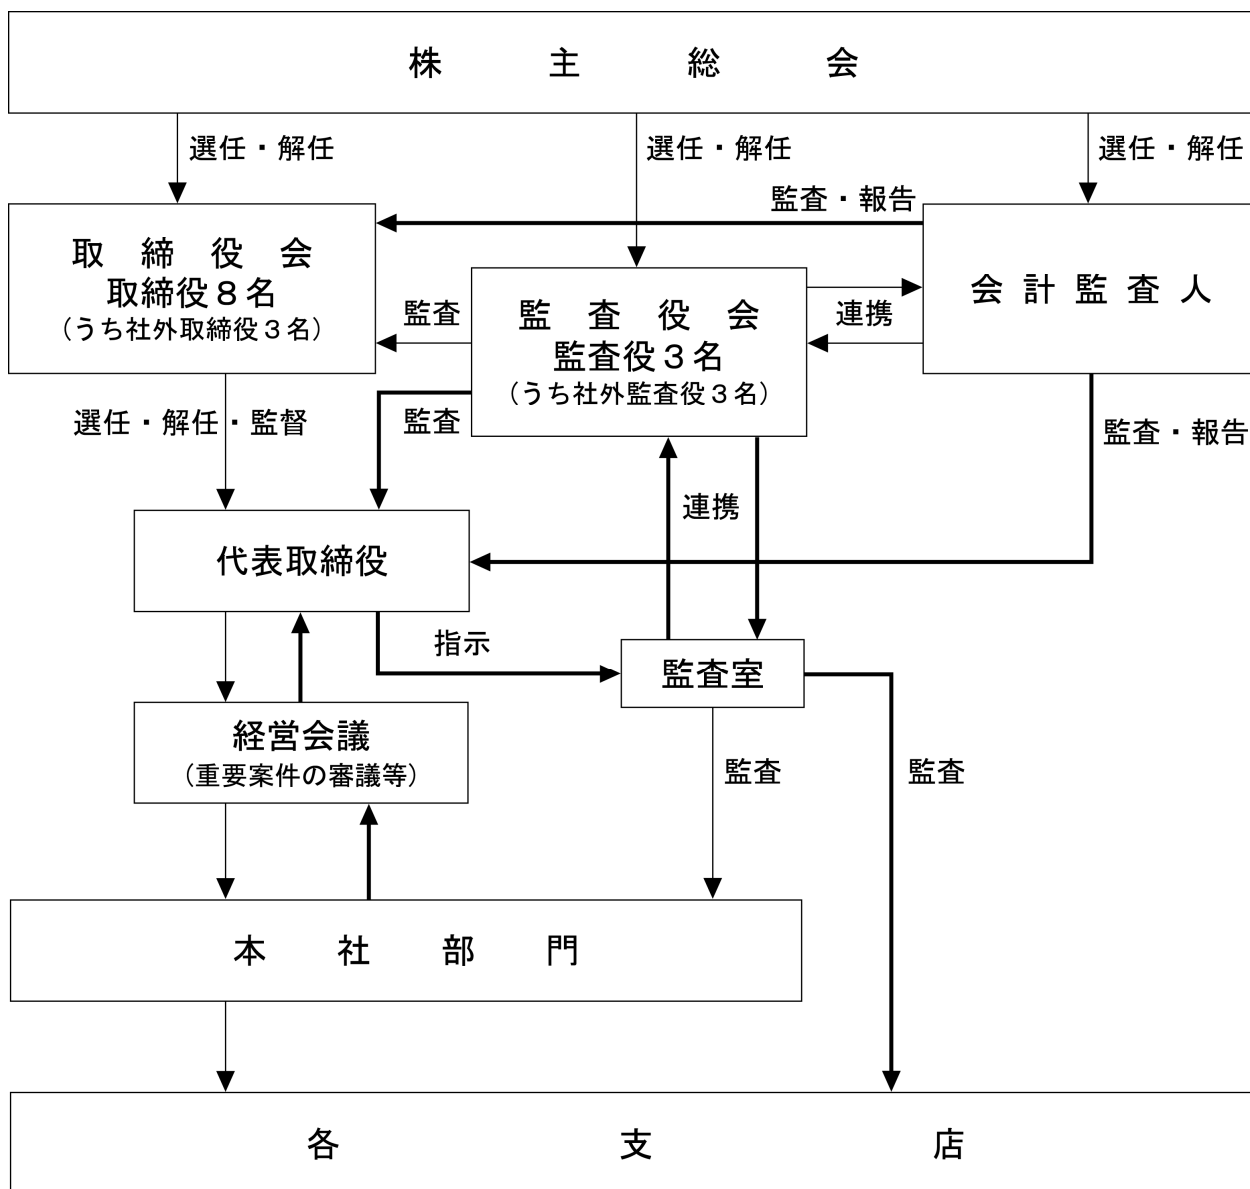 株主総会
選任・解任
選任・解任
選任・解任
監査・報告
取締役会
取締役８名
（うち社外取締役３名）
監査
監査役会
監査役３名
（うち社外監査役３名）
連携
会計監査人
選任・解任・監督
監査
監査・報告
連携
代表取締役
指示
監査室
経営会議
（重要案件の審議等）
監査
監査
本社部門
各支店